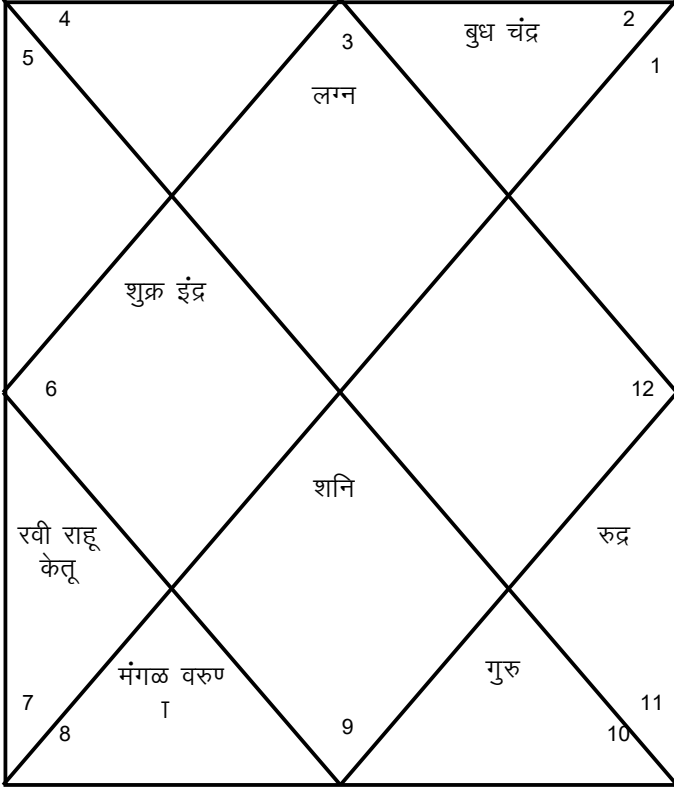 4
3
बुध चंद्र
2
5
1
लग्न
शुक्र इंद्र
6
12
शनि
रवी राहू
केतू
रुद्र
मंगळ वरुण
ा
गुरु
7
11
8
9
10